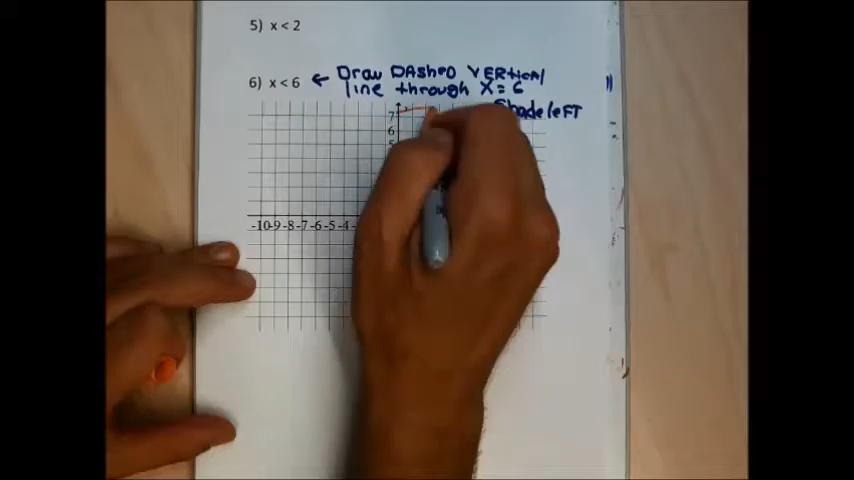 5) x < 2
6) x < 6 ← DRAW DASHED VERTICAL
line through X = 6
Shade leFT
7
6
5
-10 -9 -8 -7 -6 -5 -4